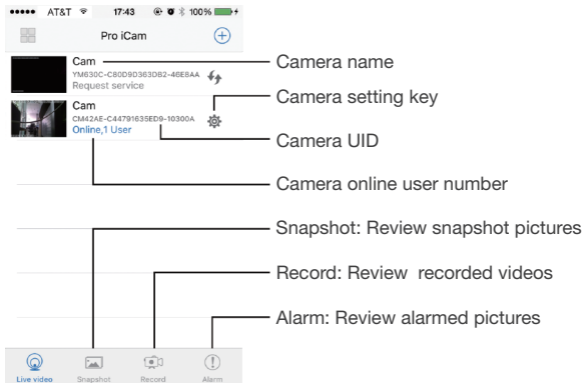 AT&T 17:43 100%
Pro iCam
Cam
YM630C-C80D9D363D82-46E8AA
Request service
Cam
CM42AE-C44791635ED9-10300A
Online,1 User
Camera name
Camera setting key
Camera UID
Camera online user number
Snapshot: Review snapshot pictures
Record: Review recorded videos
Alarm: Review alarmed pictures
Live video Snapshot Record Alarm